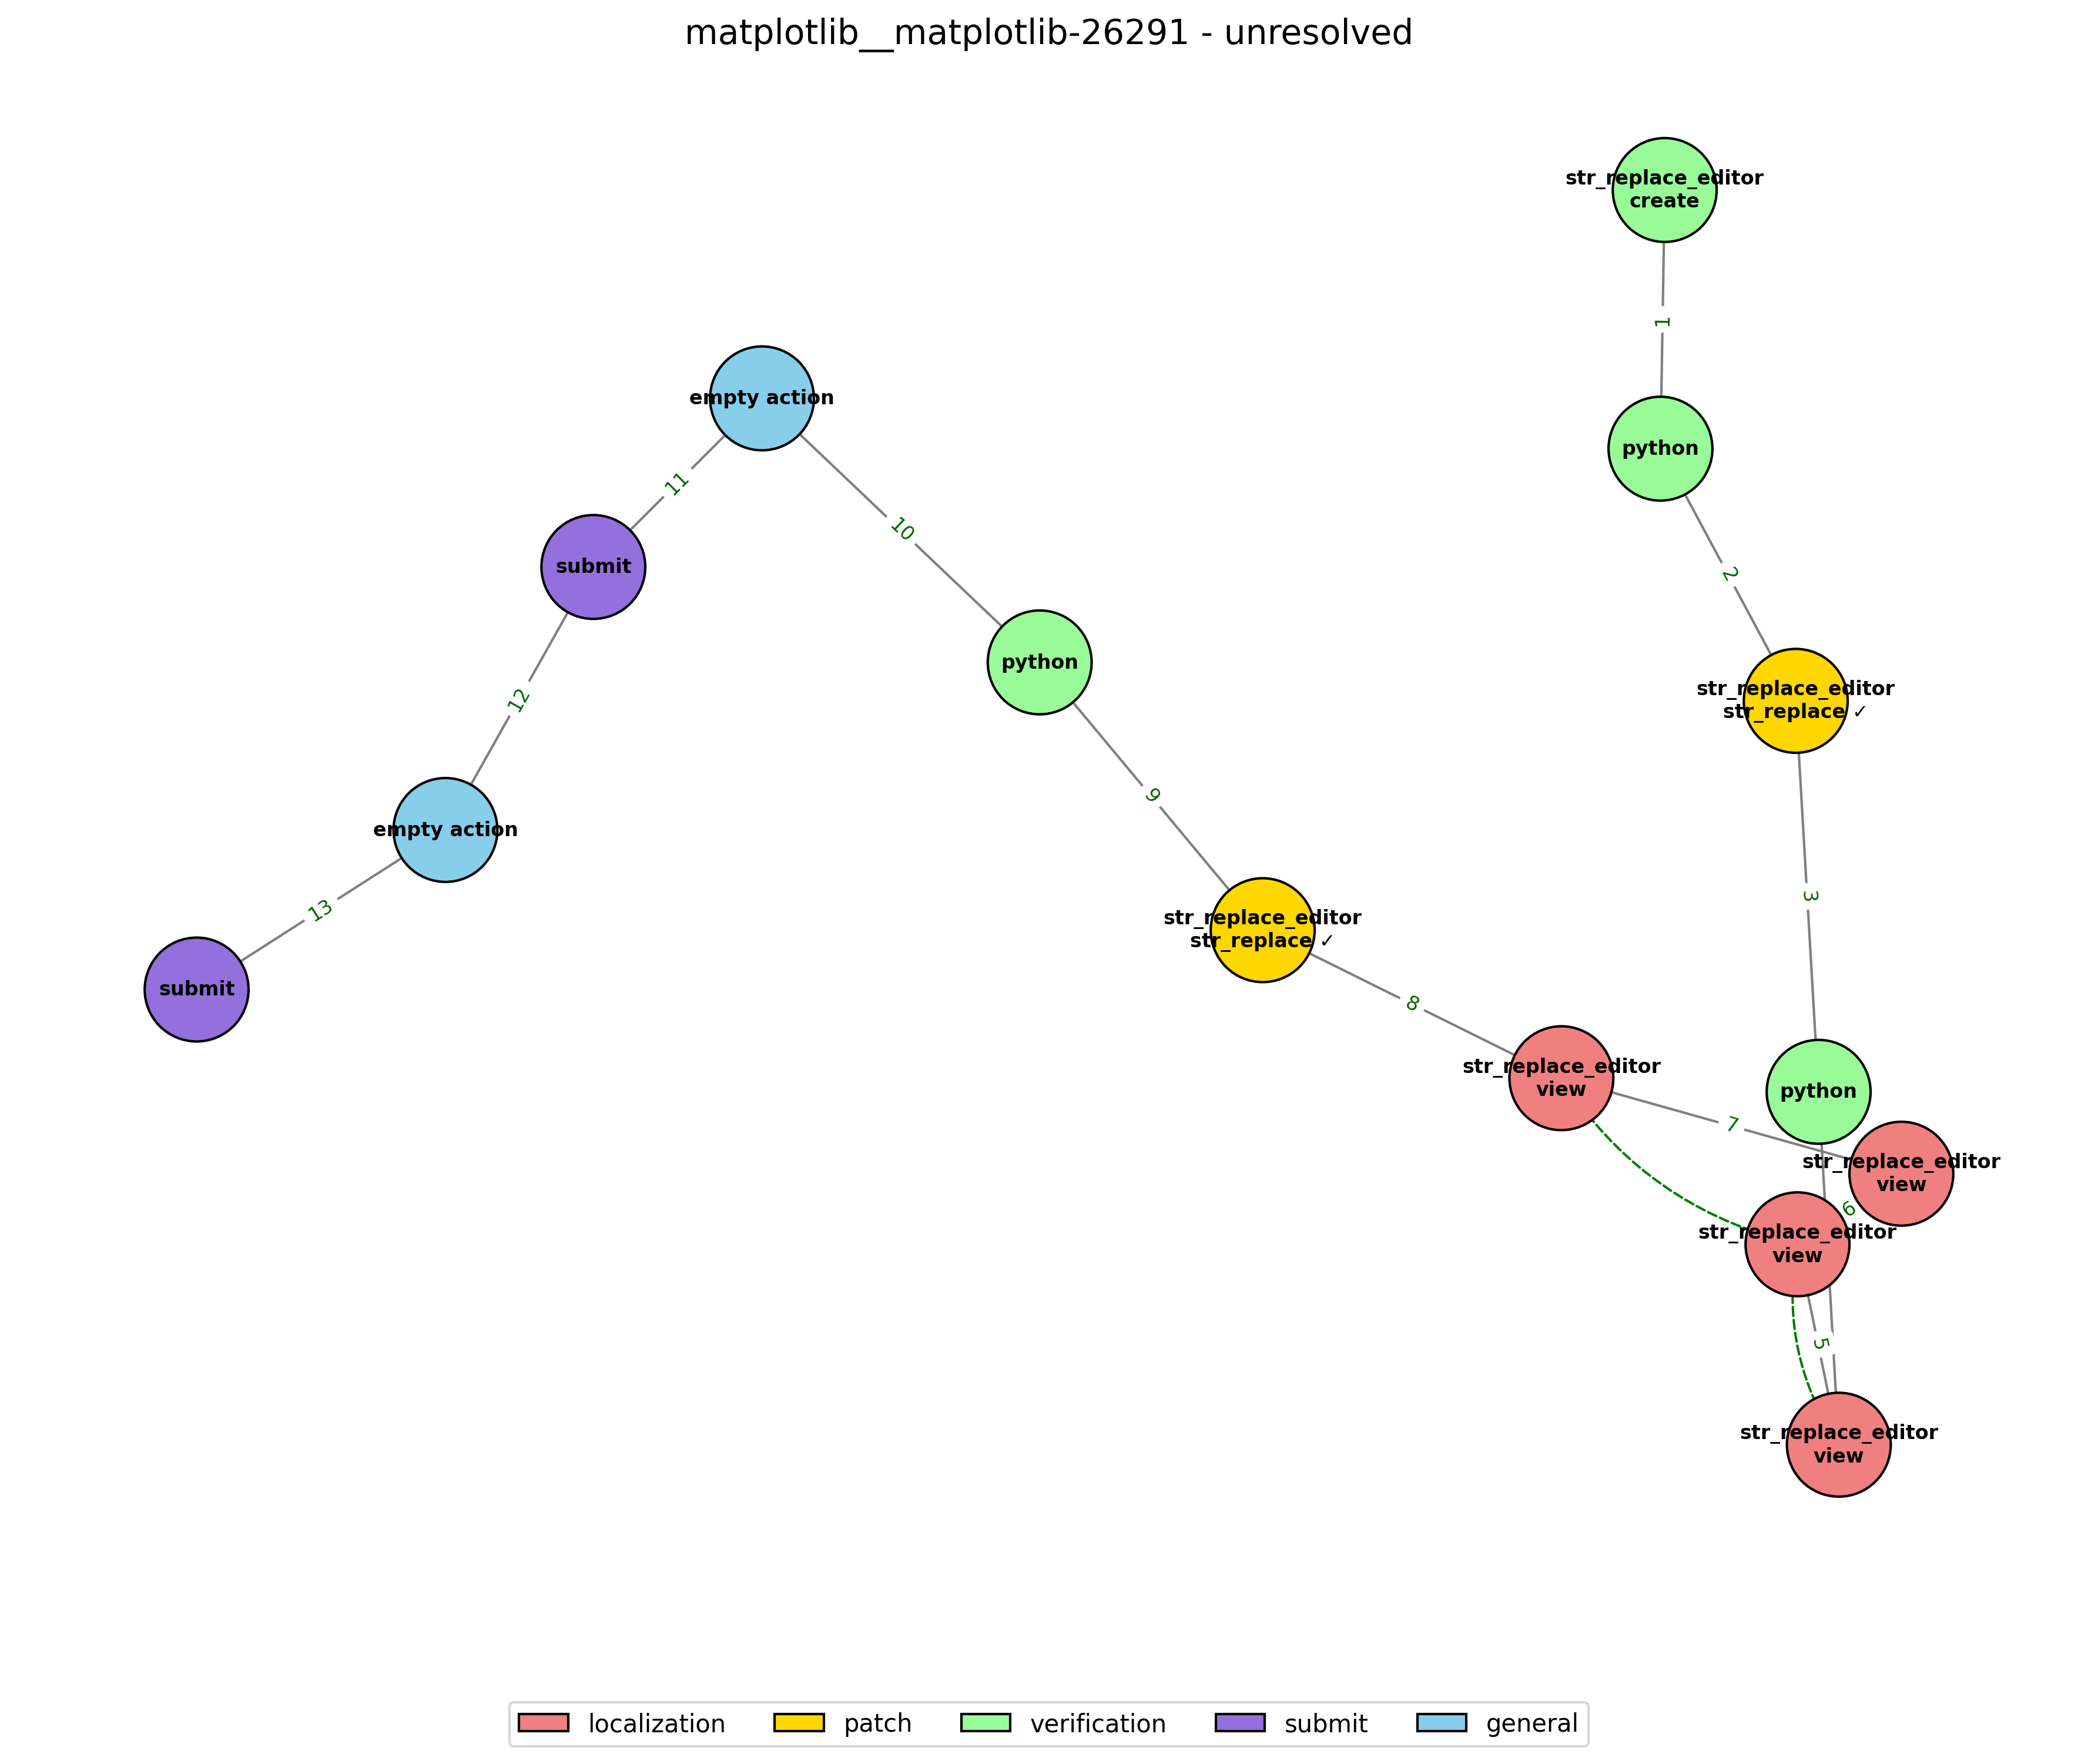 matplotlib__matplotlib-26291 - unresolved
str_replace_editor
create
1
python
2
str_replace_editor
str_replace ✓
3
python
empty action
11
10
submit
python
12
9
empty action
13
submit
str_replace_editor
str_replace ✓
8
str_replace_editor
view
7
str_replace_editor
view
6
str_replace_editor
view
5
str_replace_editor
view
localization
patch
verification
submit
general